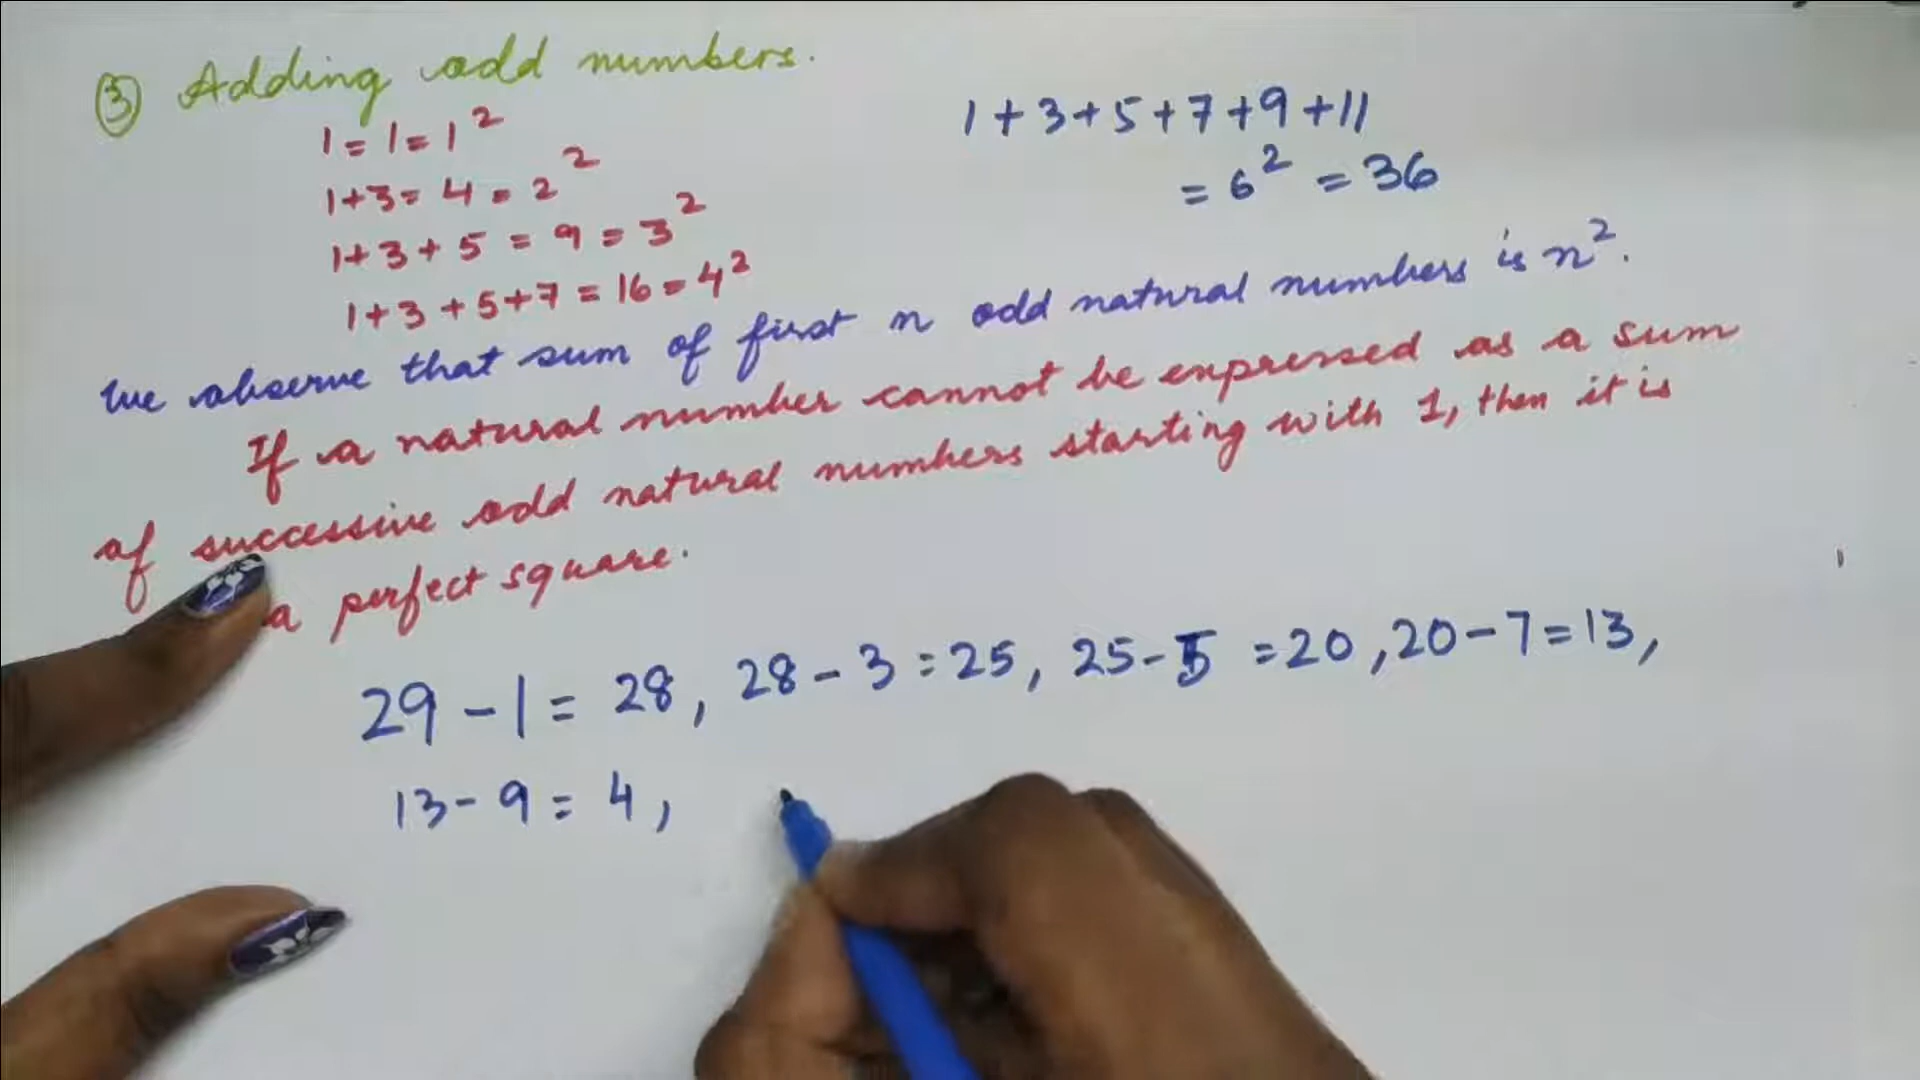 ③ Adding odd numbers.
1 = 1 = 1²
1+3 = 4 = 2²
1+3+5 = 9 = 3²
1+3+5+7 = 16 = 4²
1+3+5+7+9+11
= 6² = 36
We observe that sum of first n odd natural numbers is n².
If a natural number cannot be expressed as a sum
of successive odd natural numbers starting with 1, then it is
a perfect square.
29 - 1 = 28, 28 - 3 = 25, 25 - 5 = 20, 20 - 7 = 13,
13 - 9 = 4,